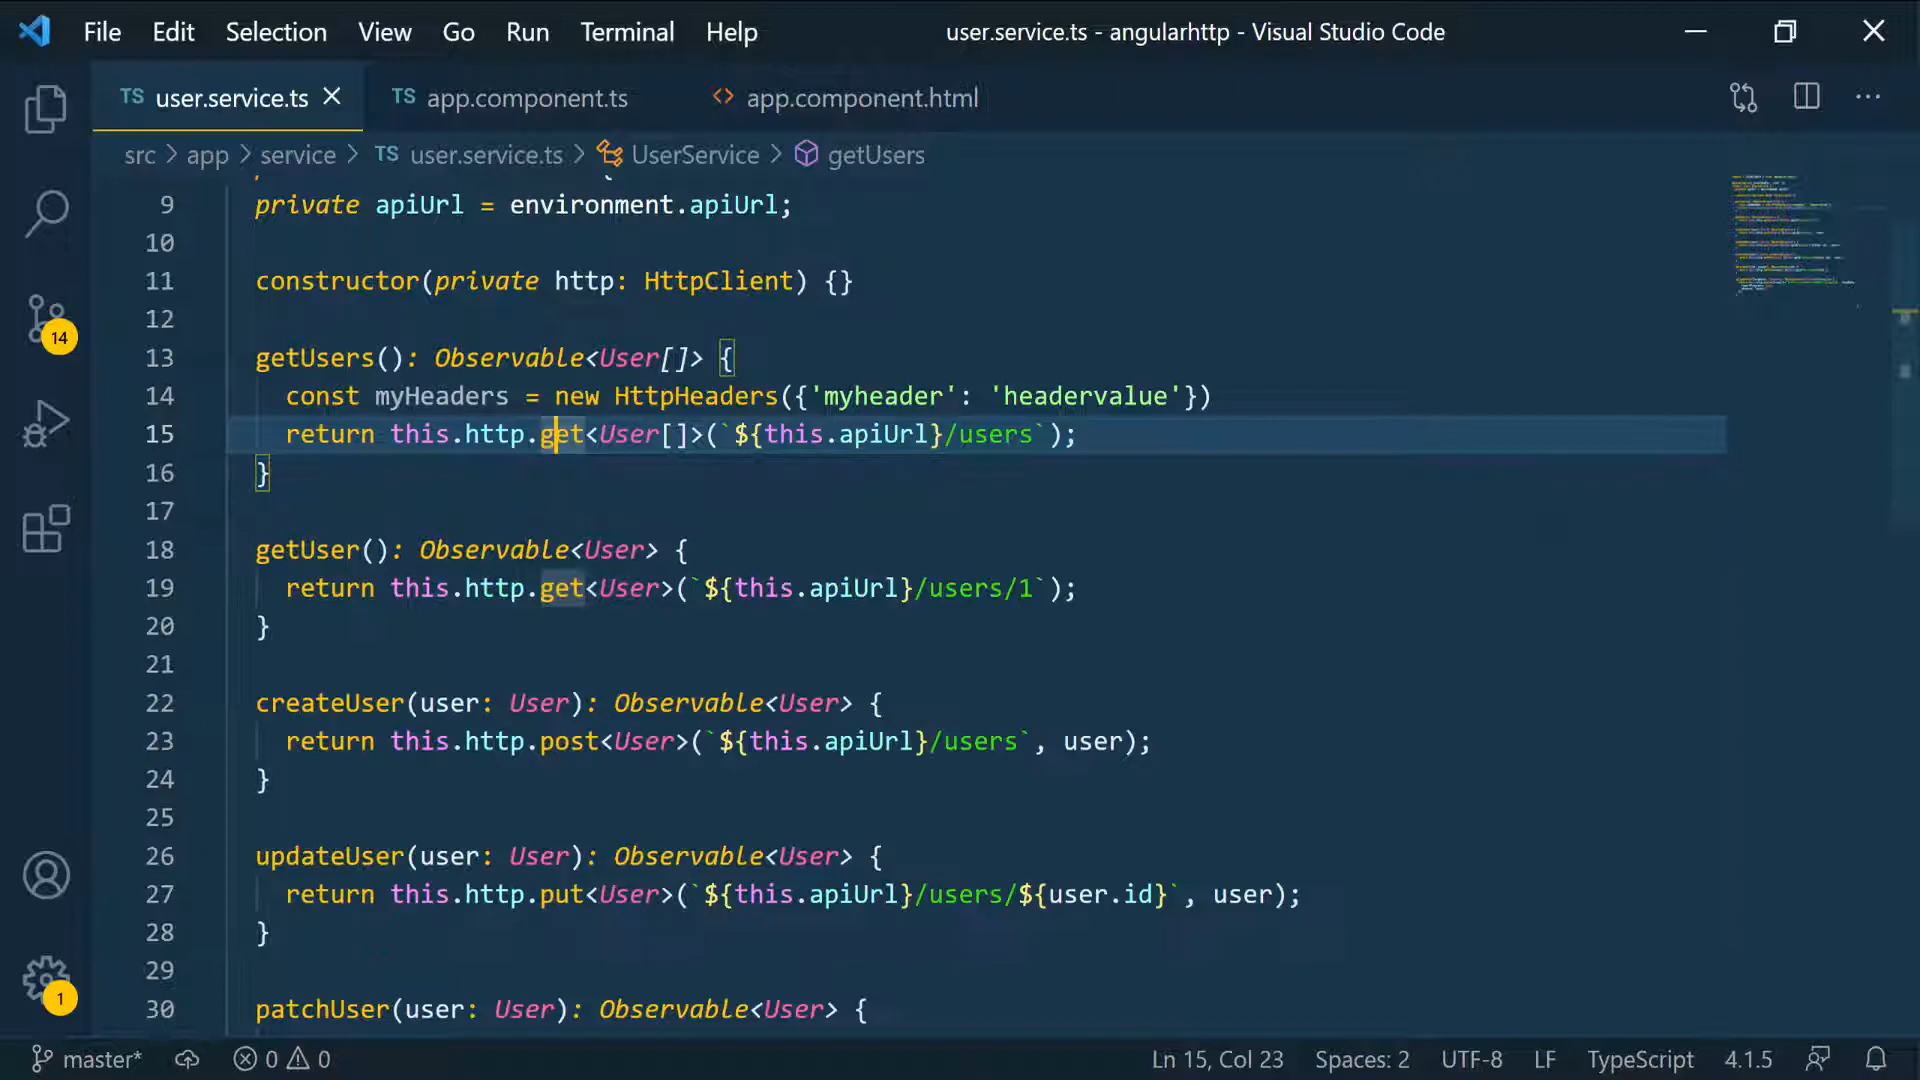 File Edit Selection View Go Run Terminal Help user.service.ts - angularhttp - Visual Studio Code
TS user.service.ts TS app.component.ts <> app.component.html
src > app > service > TS user.service.ts > UserService > getUsers
9 private apiUrl = environment.apiUrl;
10
11 constructor(private http: HttpClient) {}
12
13 getUsers(): Observable<User[]> {
14 const myHeaders = new HttpHeaders({'myheader': 'headervalue'})
15 return this.http.get<User[]>(`${this.apiUrl}/users`);
16 }
17
18 getUser(): Observable<User> {
19 return this.http.get<User>(`${this.apiUrl}/users/1`);
20 }
21
22 createUser(user: User): Observable<User> {
23 return this.http.post<User>(`${this.apiUrl}/users`, user);
24 }
25
26 updateUser(user: User): Observable<User> {
27 return this.http.put<User>(`${this.apiUrl}/users/${user.id}`, user);
28 }
29
30 patchUser(user: User): Observable<User> {
14
1
master* 0 0 Ln 15, Col 23 Spaces: 2 UTF-8 LF TypeScript 4.1.5